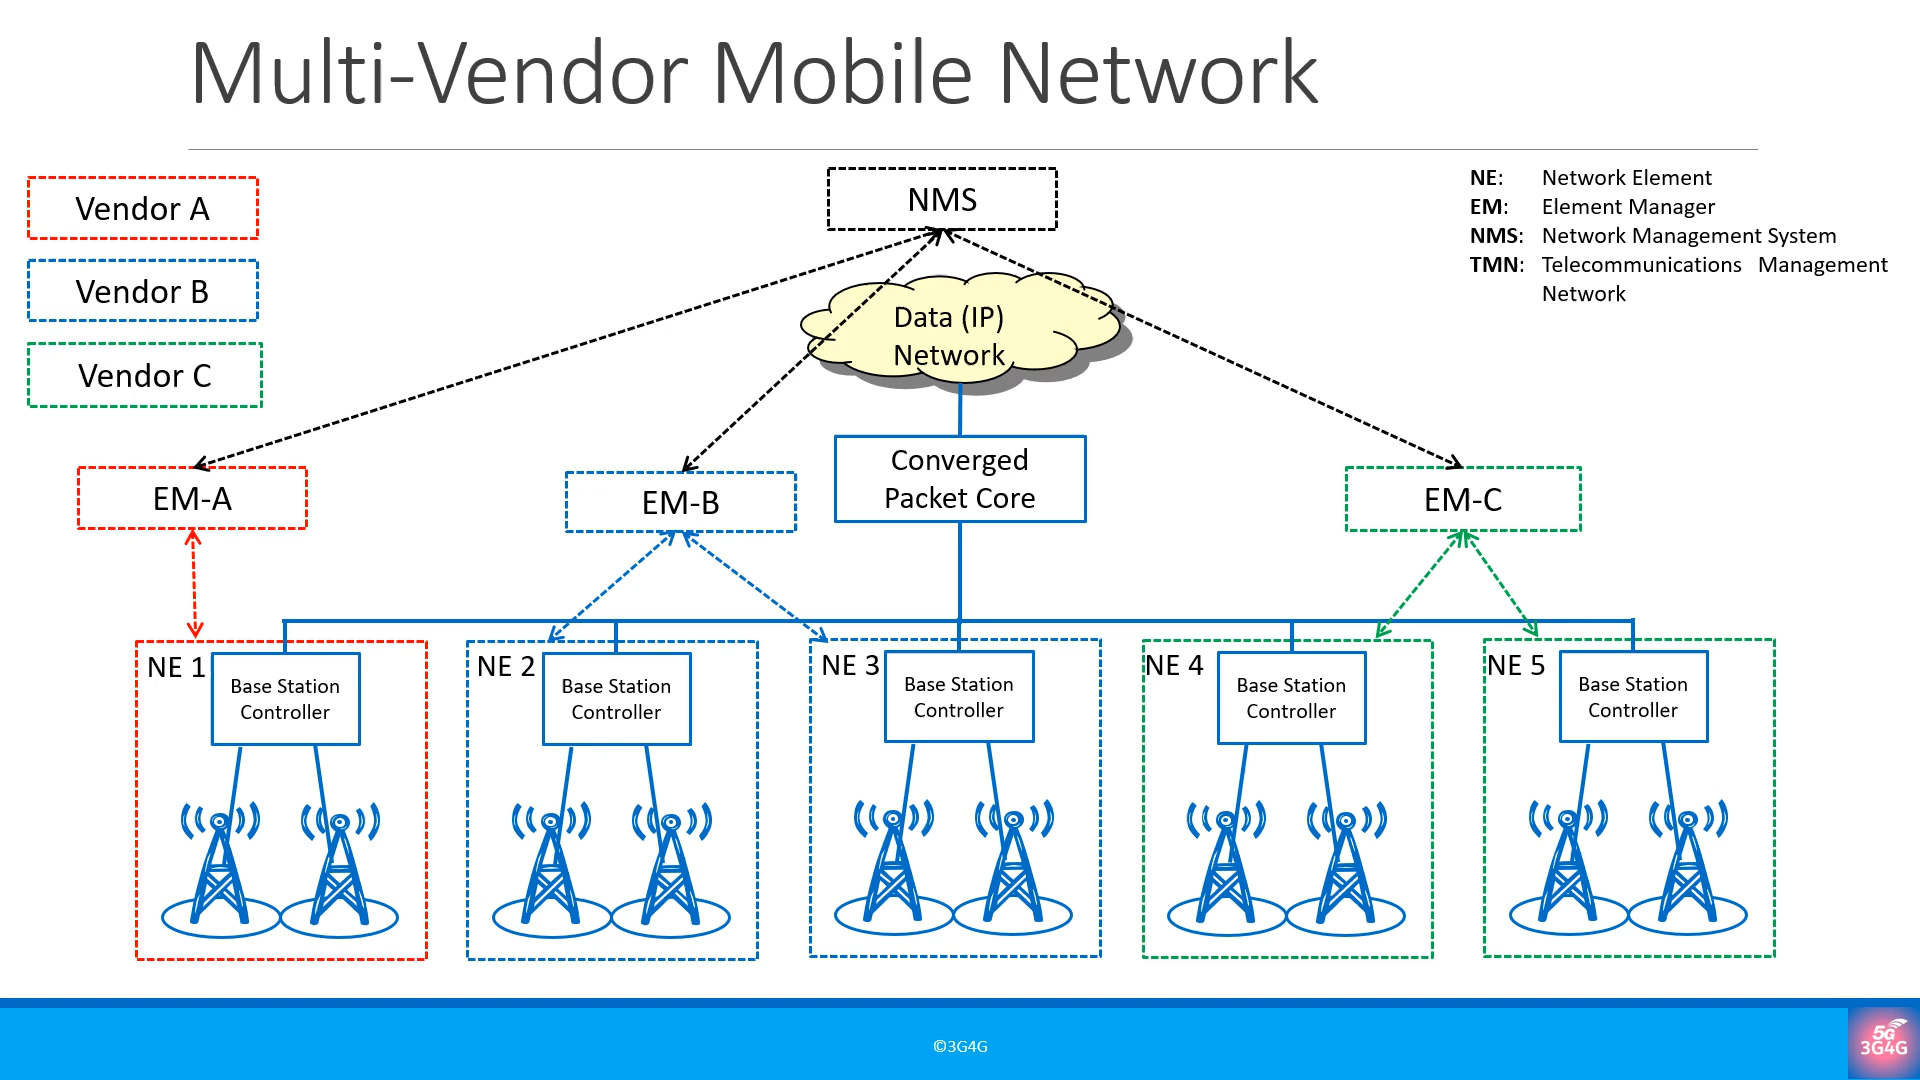 Multi-Vendor Mobile Network
Vendor A
Vendor B
Vendor C
NMS
NE: Network Element
EM: Element Manager
NMS: Network Management System
TMN: Telecommunications Management
Network
Data (IP)
Network
EM-A
EM-B
Converged
Packet Core
EM-C
NE 1
Base Station
Controller
NE 2
Base Station
Controller
NE 3
Base Station
Controller
NE 4
Base Station
Controller
NE 5
Base Station
Controller
©3G4G
5G
3G4G